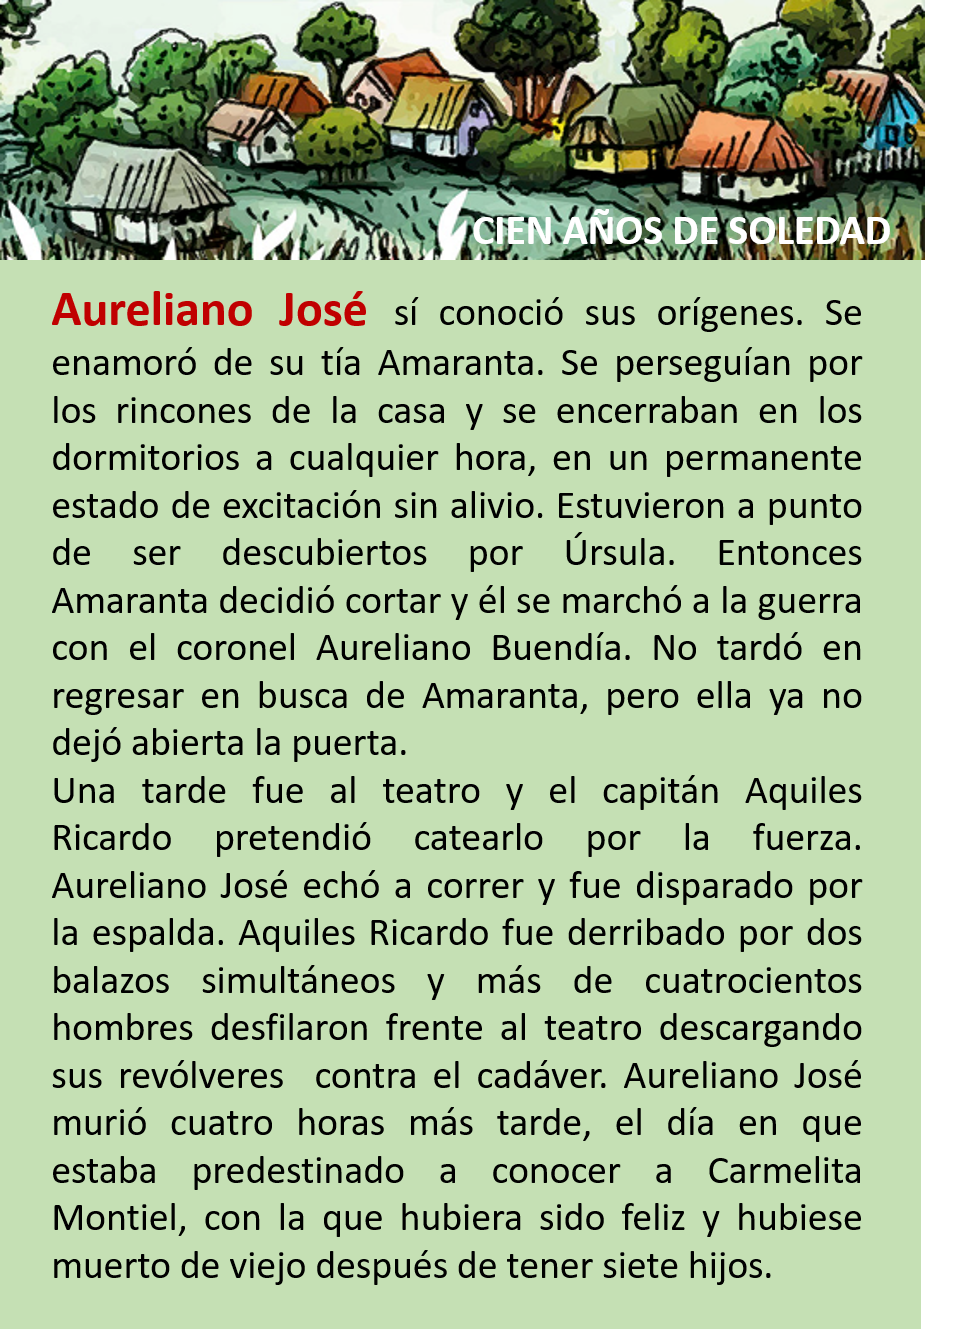 CIEN AÑOS DE SOLEDAD
Aureliano José sí conoció sus orígenes. Se
enamoró de su tía Amaranta. Se perseguían por
los rincones de la casa y se encerraban en los
dormitorios a cualquier hora, en un permanente
estado de excitación sin alivio. Estuvieron a punto
de ser descubiertos por Úrsula. Entonces
Amaranta decidió cortar y él se marchó a la guerra
con el coronel Aureliano Buendía. No tardó en
regresar en busca de Amaranta, pero ella ya no
dejó abierta la puerta.
Una tarde fue al teatro y el capitán Aquiles
Ricardo pretendió catearlo por la fuerza.
Aureliano José echó a correr y fue disparado por
la espalda. Aquiles Ricardo fue derribado por dos
balazos simultáneos y más de cuatrocientos
hombres desfilaron frente al teatro descargando
sus revólveres contra el cadáver. Aureliano José
murió cuatro horas más tarde, el día en que
estaba predestinado a conocer a Carmelita
Montiel, con la que hubiera sido feliz y hubiese
muerto de viejo después de tener siete hijos.